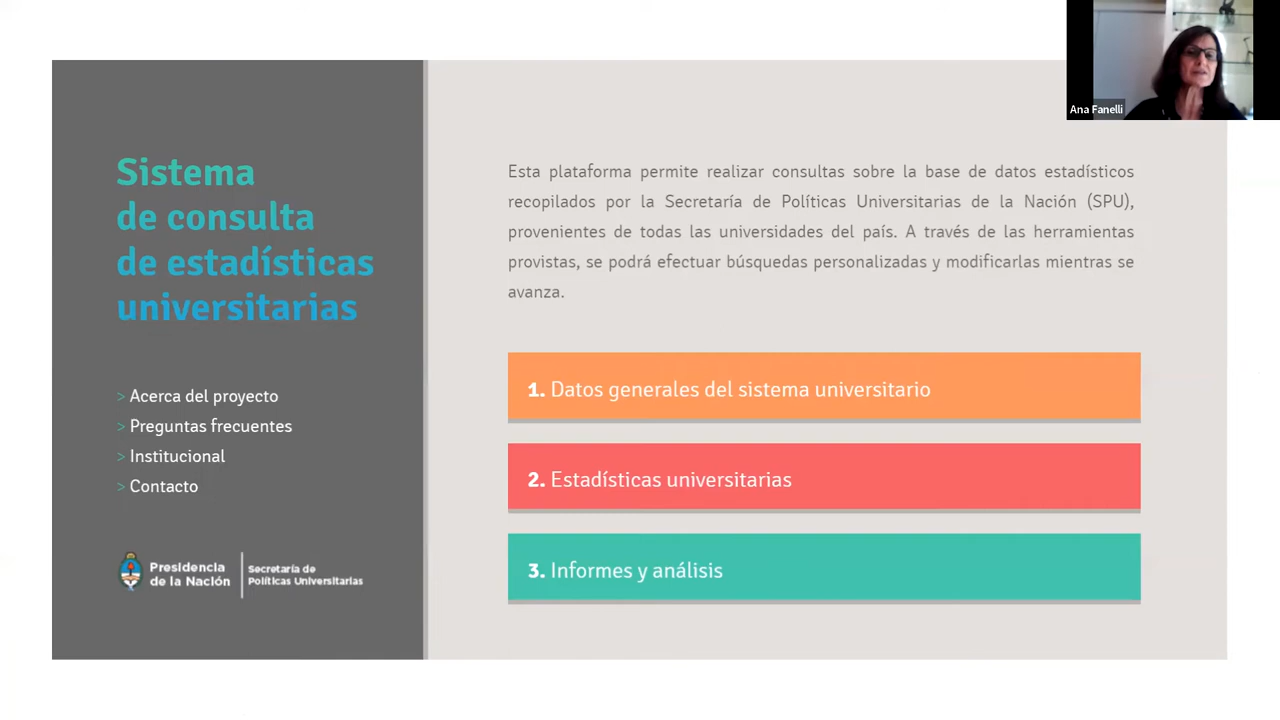 Ana Fanelli
Sistema
de consulta
de estadísticas
universitarias
> Acerca del proyecto
> Preguntas frecuentes
> Institucional
> Contacto
Presidencia
de la Nación
Secretaría de
Políticas Universitarias
Esta plataforma permite realizar consultas sobre la base de datos estadísticos
recopilados por la Secretaría de Políticas Universitarias de la Nación (SPU),
provenientes de todas las universidades del país. A través de las herramientas
provistas, se podrá efectuar búsquedas personalizadas y modificarlas mientras se
avanza.
1. Datos generales del sistema universitario
2. Estadísticas universitarias
3. Informes y análisis